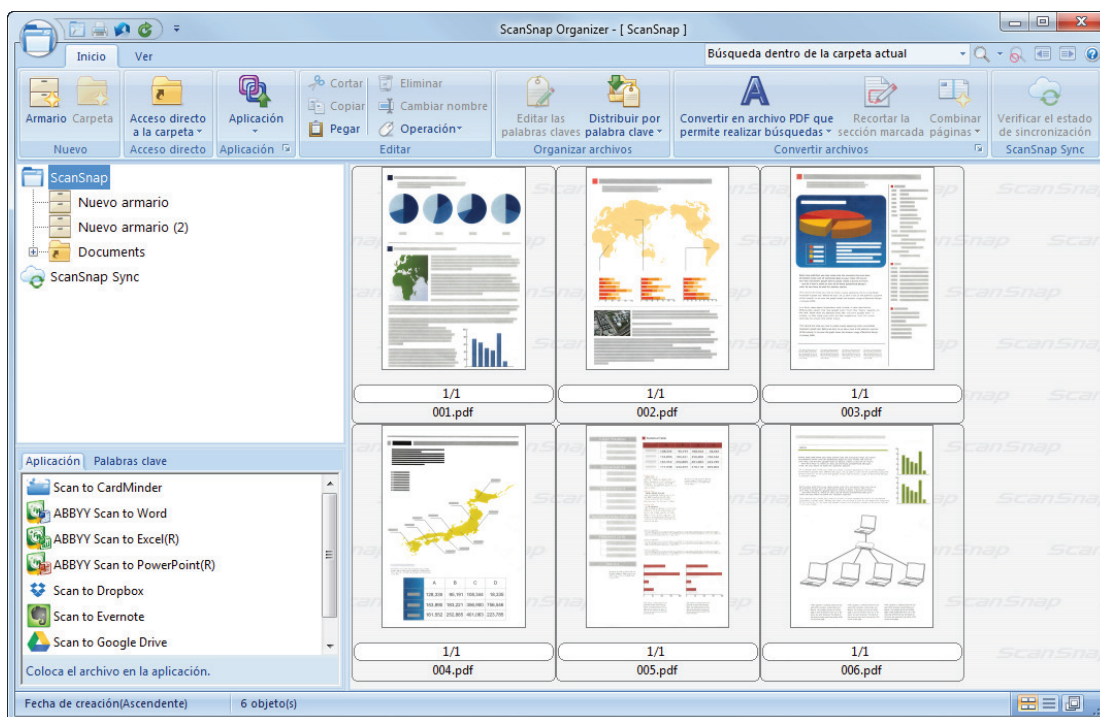 ScanSnap Organizer - [ ScanSnap ]
Inicio Ver
Búsqueda dentro de la carpeta actual
Armario Carpeta
Nuevo
Acceso directo
a la carpeta
Acceso directo
Aplicación
Aplicación
Cortar
Copiar
Pegar
Eliminar
Cambiar nombre
Operación
Editar
Editar las
palabras claves
Distribuir por
palabra clave
Organizar archivos
Convertir en archivo PDF que
permite realizar búsquedas
Recortar la
sección marcada
Combinar
páginas
Convertir archivos
Verificar el estado
de sincronización
ScanSnap Sync
ScanSnap
Nuevo armario
Nuevo armario (2)
Documents
ScanSnap Sync
Aplicación Palabras clave
Scan to CardMinder
ABBYY Scan to Word
ABBYY Scan to Excel(R)
ABBYY Scan to PowerPoint(R)
Scan to Dropbox
Scan to Evernote
Scan to Google Drive
Coloca el archivo en la aplicación.
1/1
001.pdf
1/1
002.pdf
1/1
003.pdf
A B C D
1/1
004.pdf
1/1
005.pdf
1/1
006.pdf
Fecha de creación(Ascendente) 6 objeto(s)